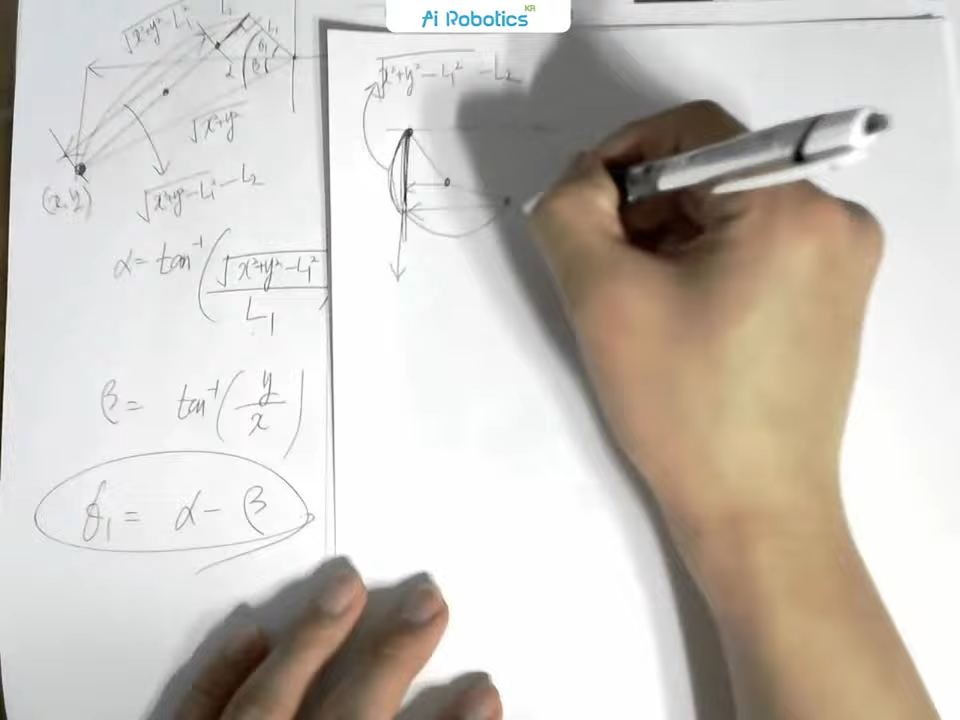 Ai Robotics KR
L₂
√x²+y²-L₁²
L₁
θ₁
α
β
√x²+y²
(x, y)
√x²+y²-L₁² - L₂
α = tan⁻¹(√x²+y²-L₁² / L₁)
β = tan⁻¹(y / x)
θ₁ = α - β
√x²+y²-L₁² - L₂